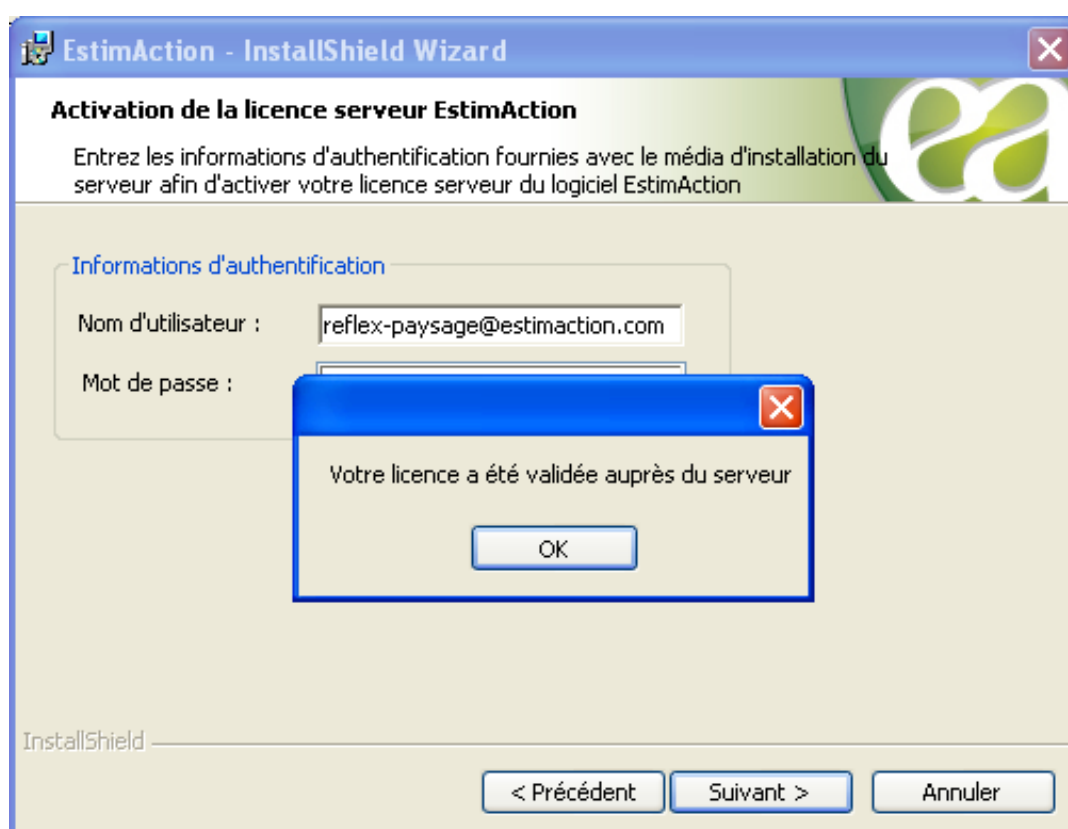 EstimAction - InstallShield Wizard
Activation de la licence serveur EstimAction
Entrez les informations d'authentification fournies avec le média d'installation du
serveur afin d'activer votre licence serveur du logiciel EstimAction
ea
Informations d'authentification
Nom d'utilisateur :
reflex-paysage@estimaction.com
Mot de passe :
Votre licence a été validée auprès du serveur
OK
InstallShield
< Précédent
Suivant >
Annuler